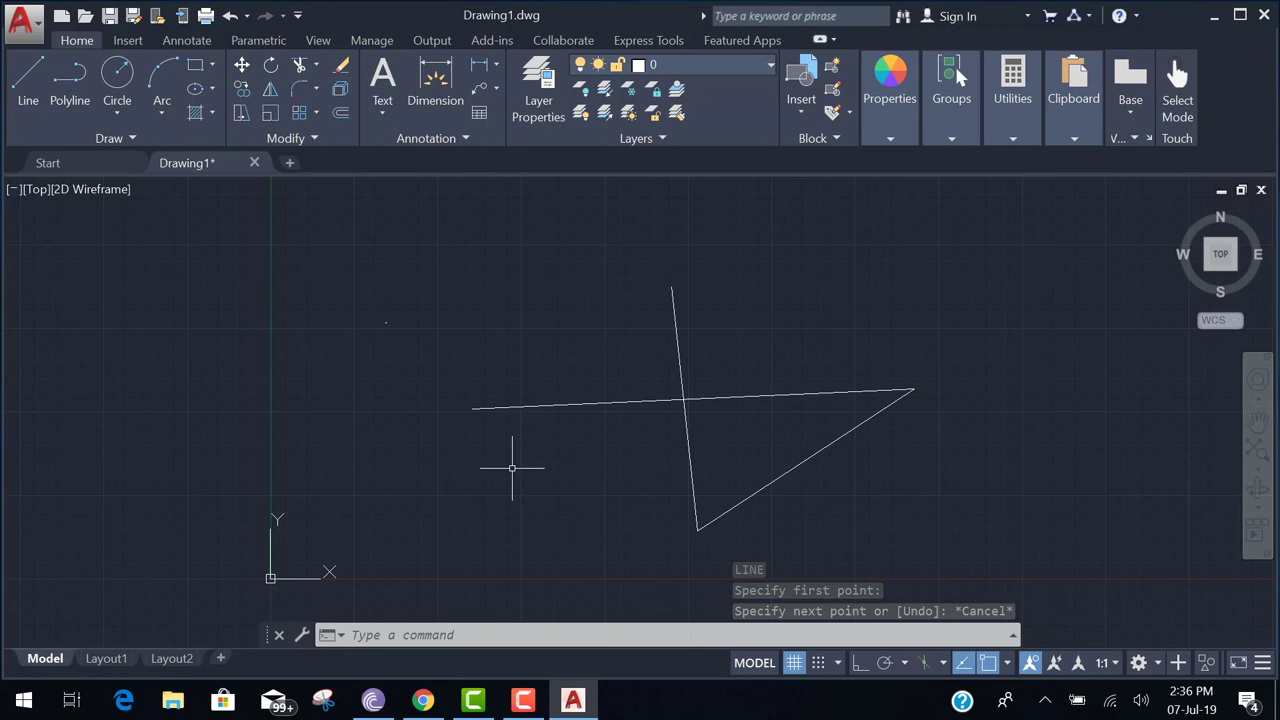 Drawing1.dwg
Type a keyword or phrase
Sign In
Home Insert Annotate Parametric View Manage Output Add-ins Collaborate Express Tools Featured Apps
0
Line Polyline Circle Arc
Text Dimension
Layer Properties
Insert
Properties Groups Utilities Clipboard Base
Select Mode
Draw Modify Annotation Layers Block V... Touch
Start Drawing1*
[−][Top][2D Wireframe]
N
W TOP E
S
WCS
Y
X
LINE
Specify first point:
Specify next point or [Undo]: *Cancel*
Type a command
Model Layout1 Layout2
MODEL 1:1
99+
2:36 PM
07-Jul-19
4